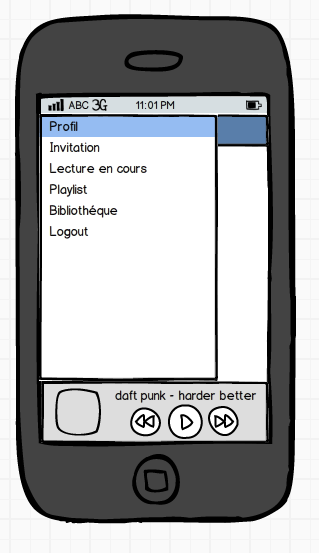 ABC 3G 11:01 PM
Profil
Invitation
Lecture en cours
Playlist
Bibliothéque
Logout
daft punk - harder better